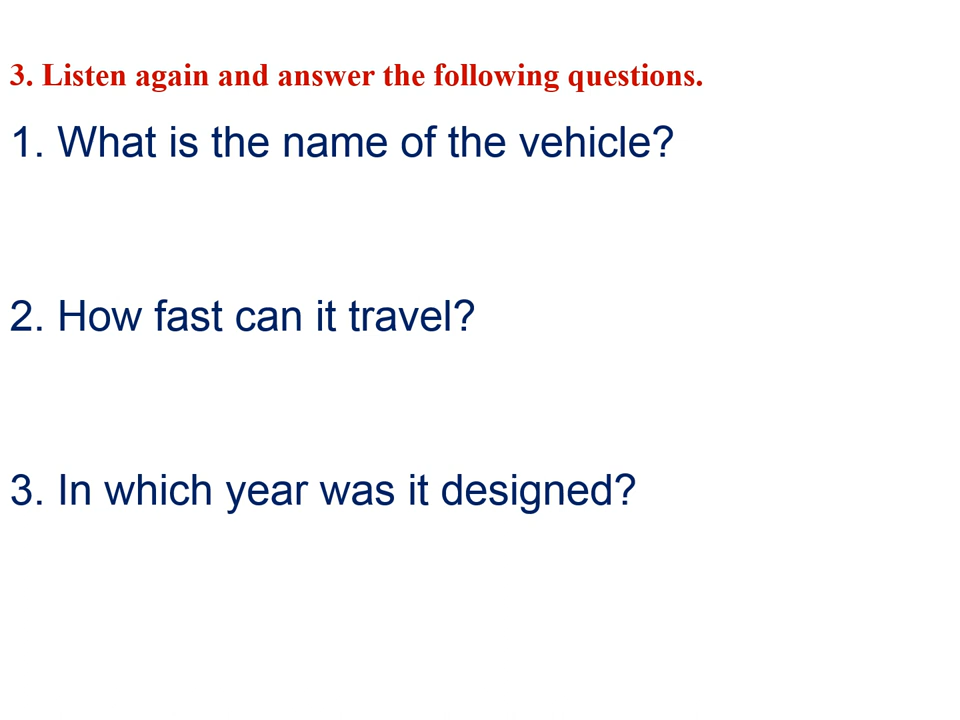 3. Listen again and answer the following questions.
1. What is the name of the vehicle?
2. How fast can it travel?
3. In which year was it designed?